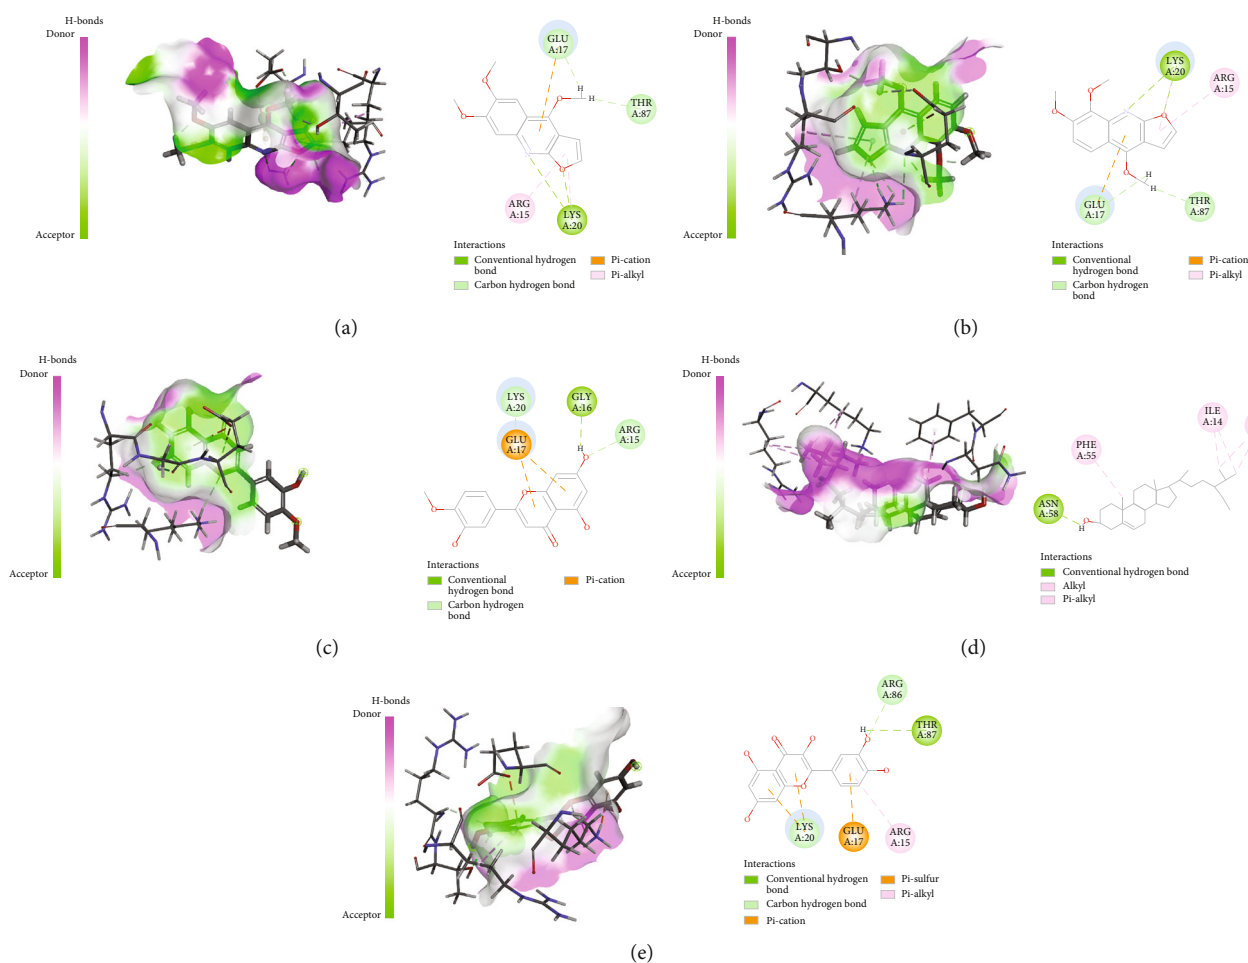 H-bonds
Donor
Acceptor
GLU
A:17
H
H
THR
A:87
O
O
O
N
O
ARG
A:15
LYS
A:20
Interactions
Conventional hydrogen
bond
Carbon hydrogen bond
Pi-cation
Pi-alkyl
(a)
H-bonds
Donor
Acceptor
LYS
A:20
ARG
A:15
O
O
N
O
O
H
H
GLU
A:17
THR
A:87
Interactions
Conventional hydrogen
bond
Carbon hydrogen
bond
Pi-cation
Pi-alkyl
(b)
H-bonds
Donor
Acceptor
LYS
A:20
GLY
A:16
GLU
A:17
ARG
A:15
H
O
O
O
O
O
O
Interactions
Conventional
hydrogen bond
Carbon hydrogen
bond
Pi-cation
(c)
H-bonds
Donor
Acceptor
ILE
A:14
PHE
A:55
ASN
A:58
O
H
Interactions
Conventional hydrogen bond
Alkyl
Pi-alkyl
(d)
H-bonds
Donor
Acceptor
ARG
A:86
H
THR
A:87
O
O
O
O
O
O
O
LYS
A:20
GLU
A:17
ARG
A:15
Interactions
Conventional hydrogen
bond
Carbon hydrogen bond
Pi-cation
Pi-sulfur
Pi-alkyl
(e)